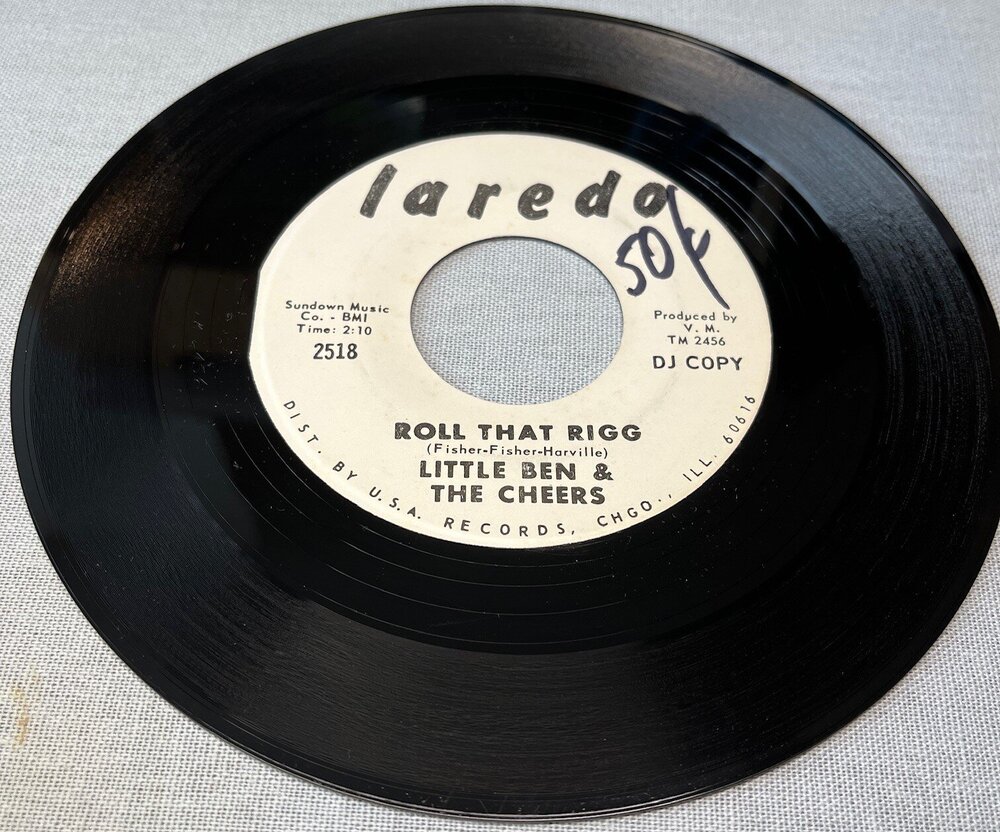 laredo
50¢
Sundown Music
Co. - BMI
Time: 2:10
2518
Produced by
V. M.
TM 2456
DJ COPY
ROLL THAT RIGG
(Fisher-Fisher-Harville)
LITTLE BEN &
THE CHEERS
DIST. BY U.S.A. RECORDS, CHGO., ILL. 60616